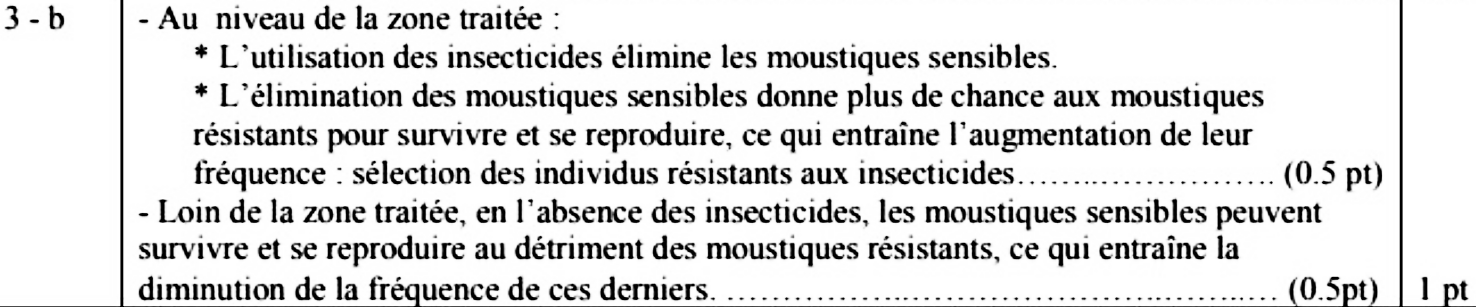 3 - b - Au niveau de la zone traitée :
* L'utilisation des insecticides élimine les moustiques sensibles.
* L'élimination des moustiques sensibles donne plus de chance aux moustiques
résistants pour survivre et se reproduire, ce qui entraîne l'augmentation de leur
fréquence : sélection des individus résistants aux insecticides........................... (0.5 pt)
- Loin de la zone traitée, en l'absence des insecticides, les moustiques sensibles peuvent
survivre et se reproduire au détriment des moustiques résistants, ce qui entraîne la
diminution de la fréquence de ces derniers. ............................................................ (0.5pt) 1 pt